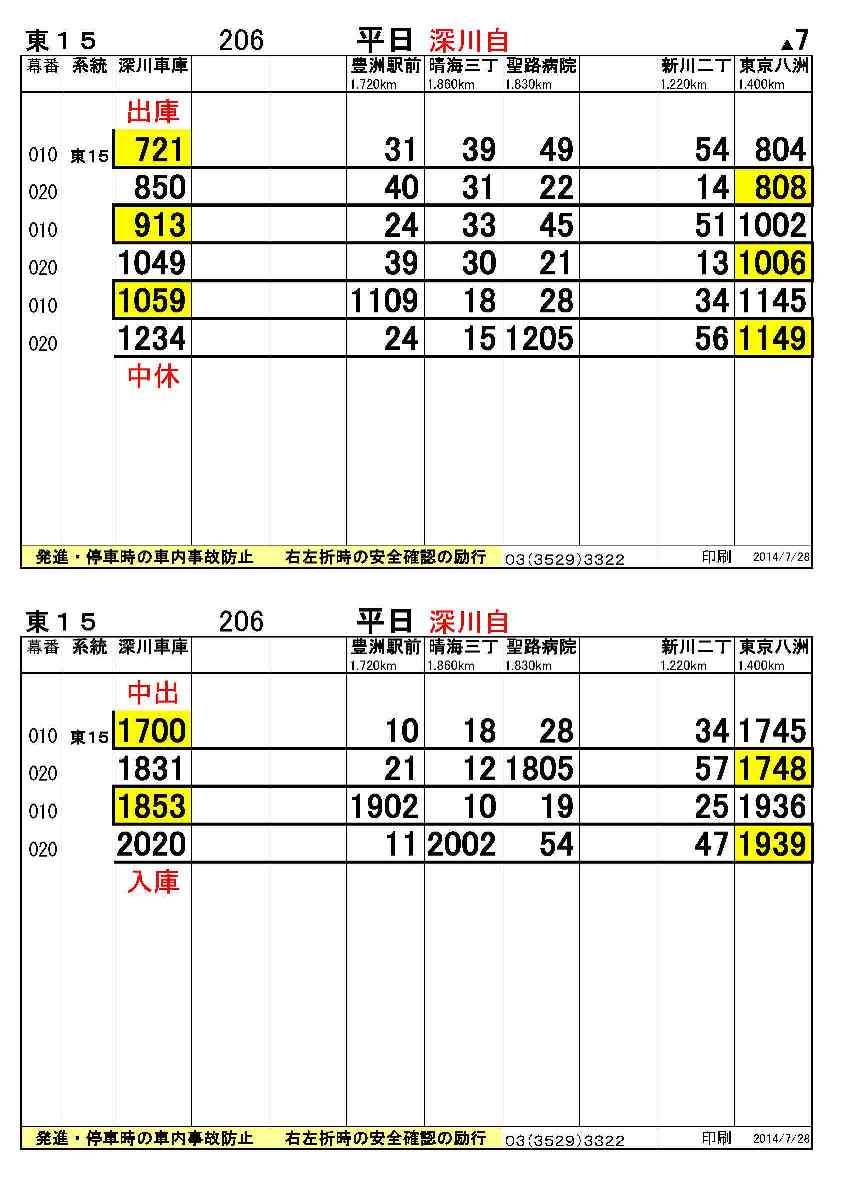 東１５ 206 平日 深川自 ▲7
幕番 系統 深川車庫 豊洲駅前 晴海三丁 聖路病院 新川二丁 東京八洲
1.720km 1.860km 1.830km 1.220km 1.400km
出庫
010 東15 721 31 39 49 54 804
020 850 40 31 22 14 808
010 913 24 33 45 51 1002
020 1049 39 30 21 13 1006
010 1059 1109 18 28 34 1145
020 1234 24 15 1205 56 1149
中休
発進・停車時の車内事故防止 右左折時の安全確認の励行 03(3529)3322 印刷 2014/7/28
東１５ 206 平日 深川自
幕番 系統 深川車庫 豊洲駅前 晴海三丁 聖路病院 新川二丁 東京八洲
1.720km 1.860km 1.830km 1.220km 1.400km
中出
010 東15 1700 10 18 28 34 1745
020 1831 21 12 1805 57 1748
010 1853 1902 10 19 25 1936
020 2020 11 2002 54 47 1939
入庫
発進・停車時の車内事故防止 右左折時の安全確認の励行 03(3529)3322 印刷 2014/7/28